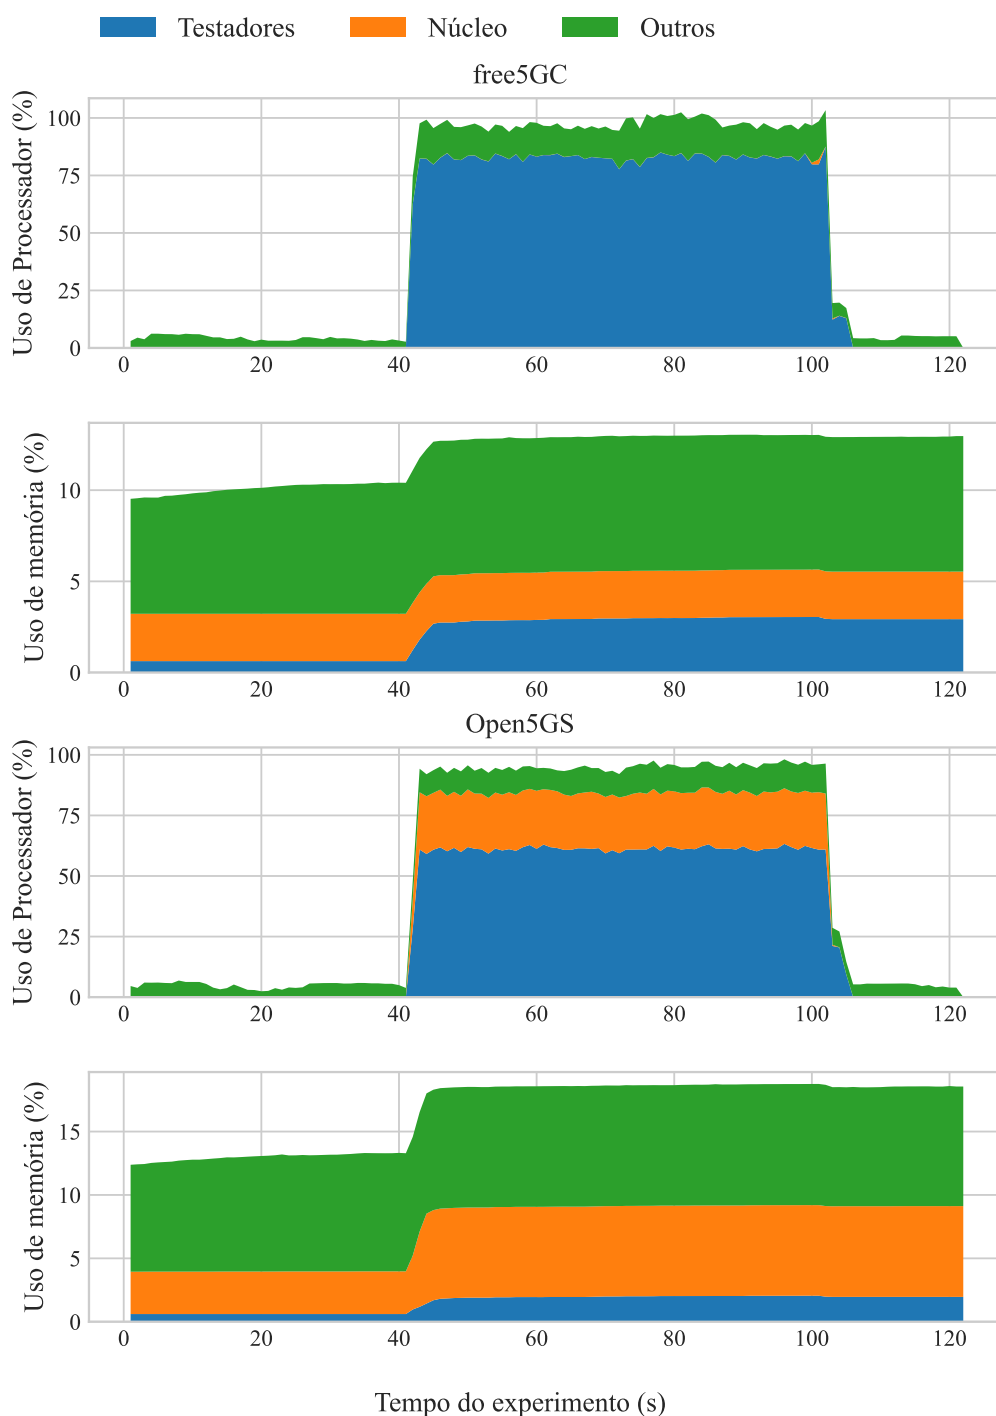 Testadores Núcleo Outros
free5GC
Uso de Processador (%)
100
75
50
25
0
0 20 40 60 80 100 120
Uso de memória (%)
10
5
0
0 20 40 60 80 100 120
Open5GS
Uso de Processador (%)
100
75
50
25
0
0 20 40 60 80 100 120
Uso de memória (%)
15
10
5
0
0 20 40 60 80 100 120
Tempo do experimento (s)